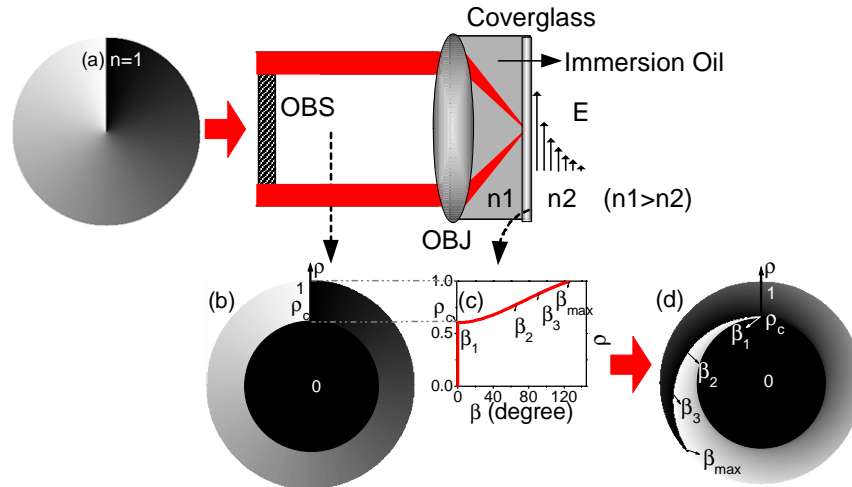 Coverglass
(a) n=1
Immersion Oil
OBS
E
n1 n2 (n1>n2)
OBJ
(b)
ρ
1
ρc
0
(c)
1.0
ρc
0.5
0.0
β1
β2
β3
βmax
ρ
0 40 80 120
β (degree)
(d)
ρ
1
ρc
β1
β2
0
β3
βmax